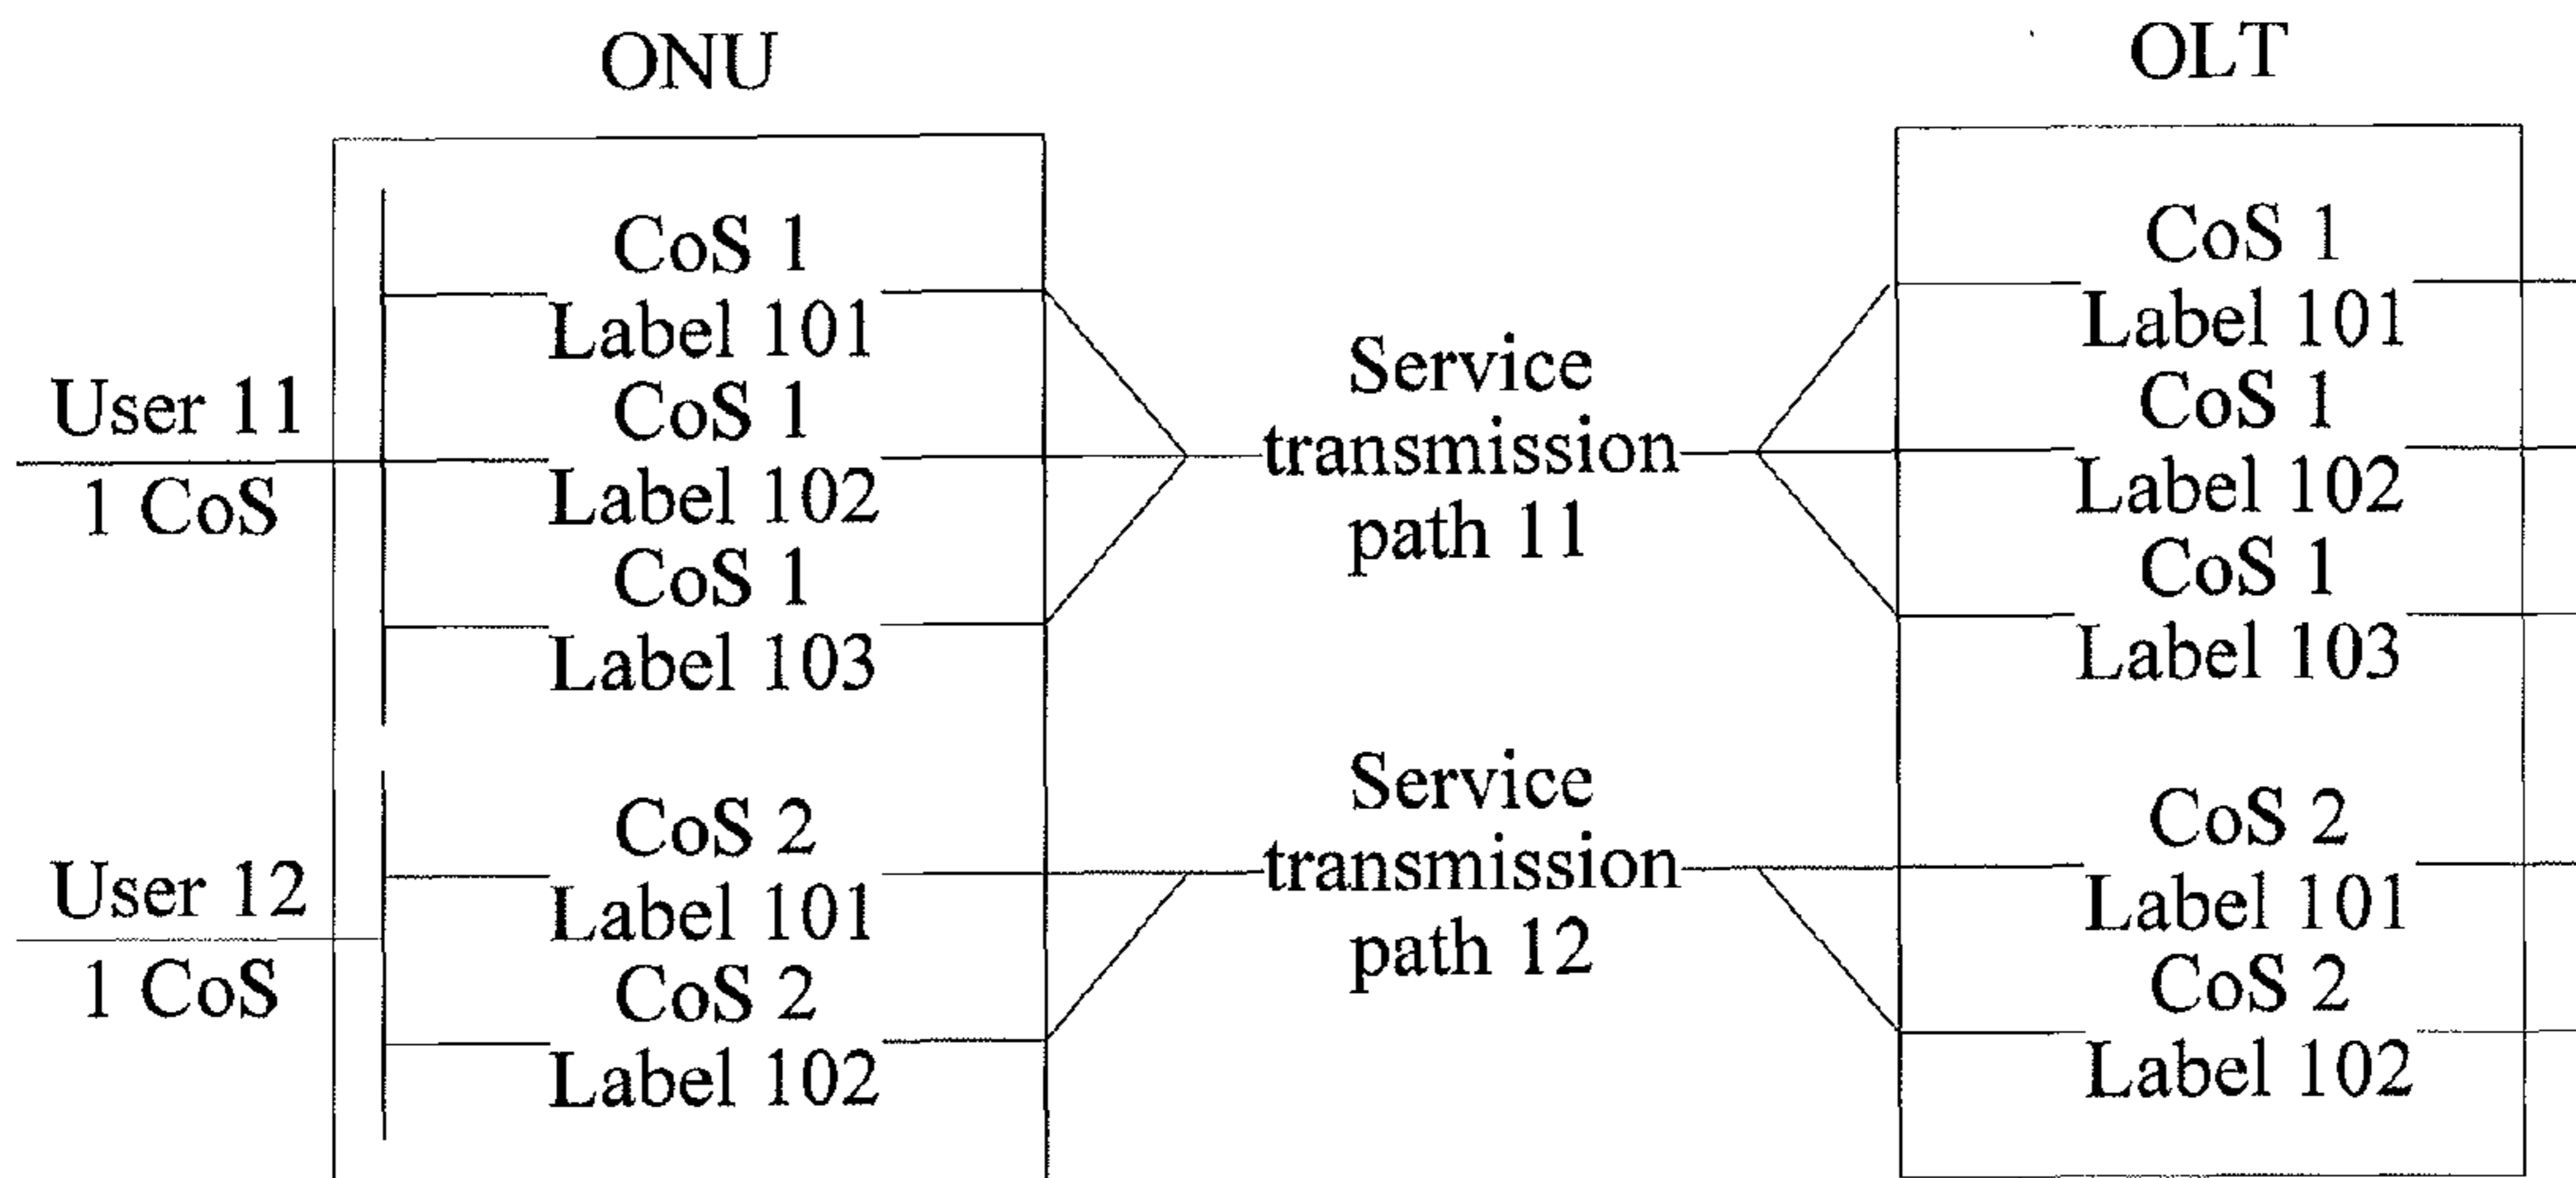 ONU
OLT
CoS 1
Label 101
User 11
1 CoS
CoS 1
Label 102
CoS 1
Label 103
Service
transmission
path 11
CoS 1
Label 101
CoS 1
Label 102
CoS 1
Label 103
User 12
1 CoS
CoS 2
Label 101
CoS 2
Label 102
Service
transmission
path 12
CoS 2
Label 101
CoS 2
Label 102